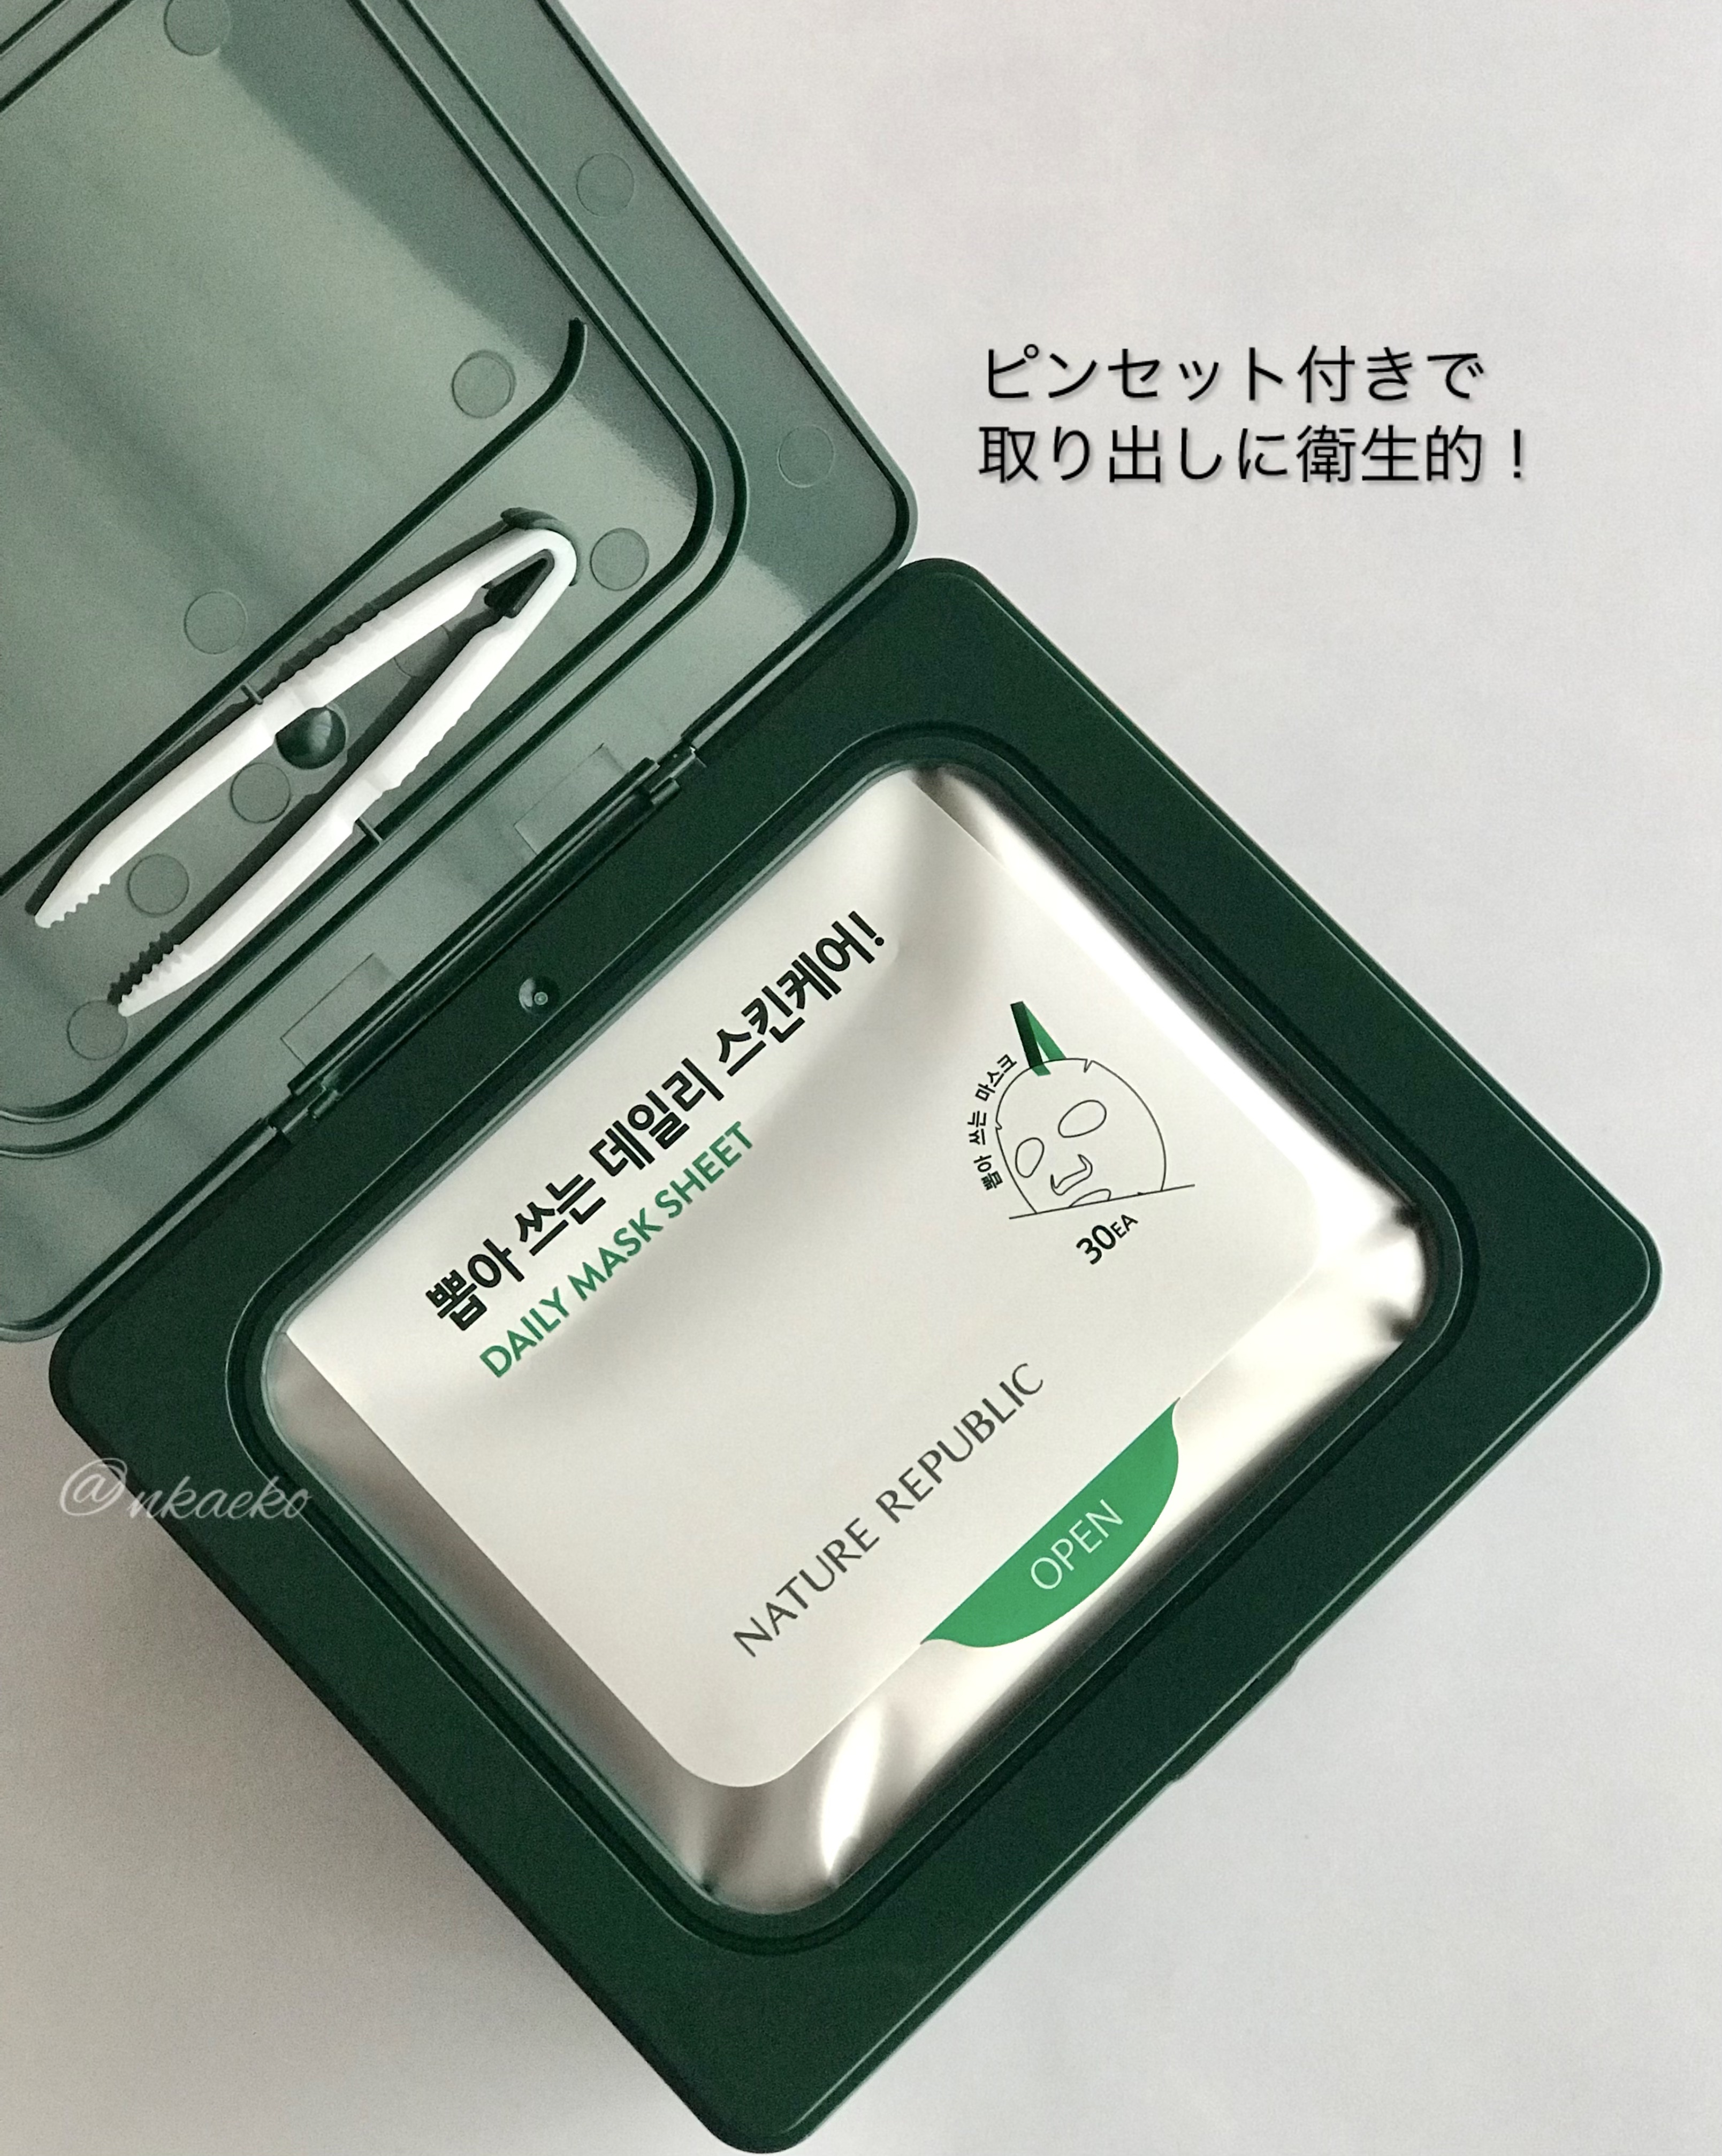 ピンセット付きで
取り出しに衛生的！
뽑아 쓰는 데일리 스킨케어!
DAILY MASK SHEET
뽑아 쓰는 마스크
30EA
NATURE REPUBLIC
OPEN
@nkaeko